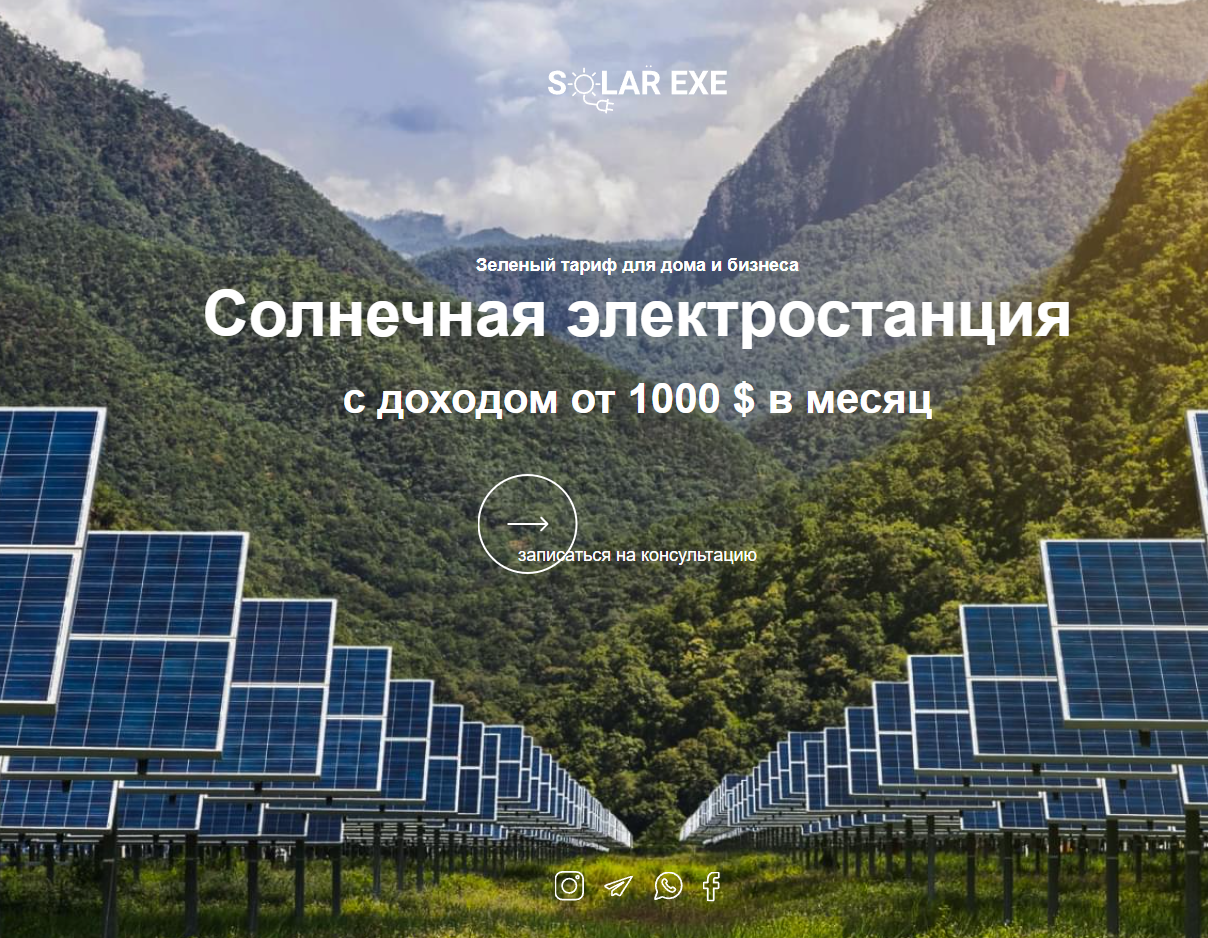 SOLAR EXE
Зеленый тариф для дома и бизнеса
Солнечная электростанция
с доходом от 1000 $ в месяц
записаться на консультацию